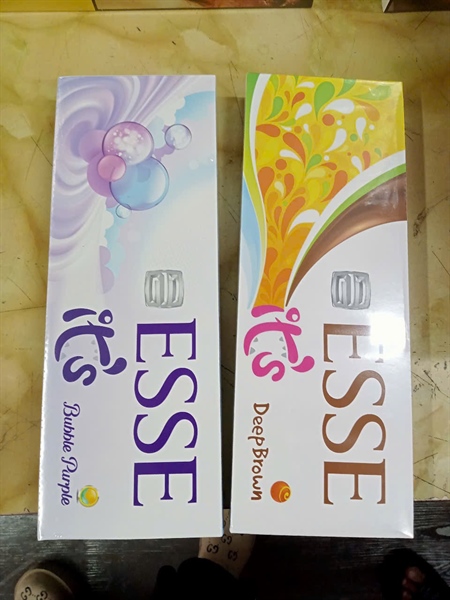 ESSE
it's
Bubble Purple
ESSE
it's
Deep Brown